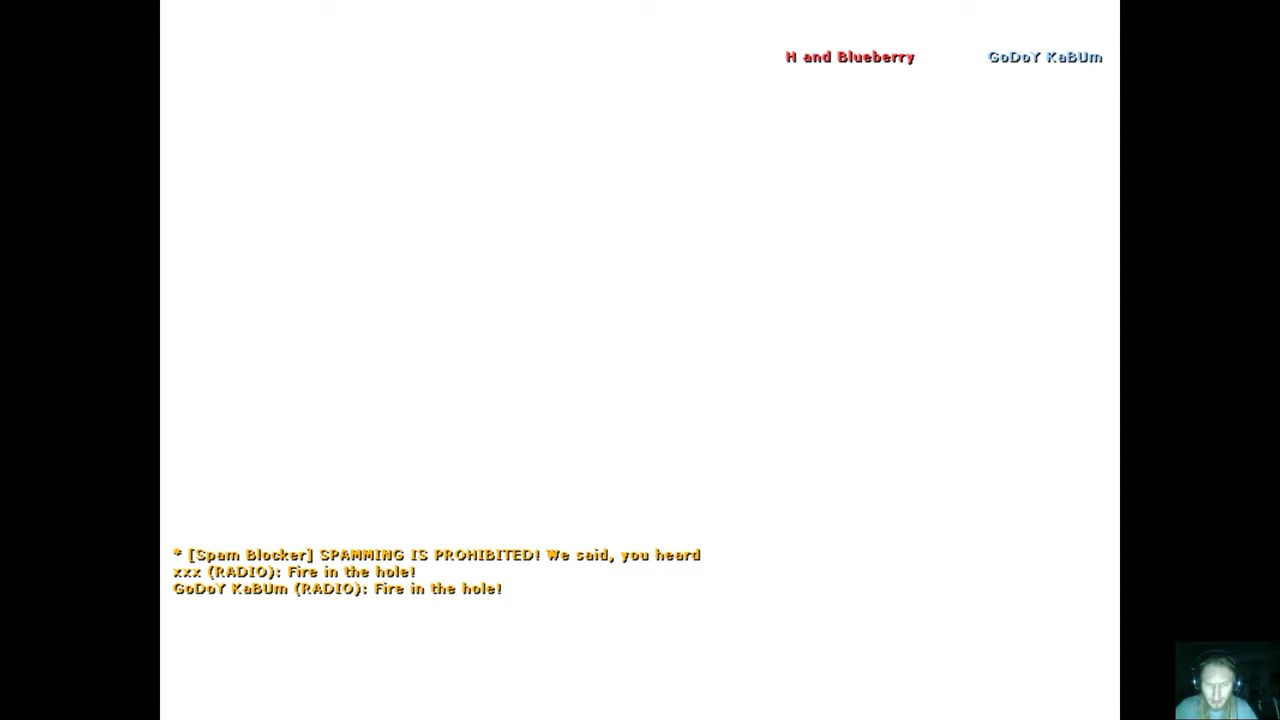 H and Blueberry GoDoY KaBUm
* [Spam Blocker] SPAMMING IS PROHIBITED! We said, you heard
xxx (RADIO): Fire in the hole!
GoDoY KaBUm (RADIO): Fire in the hole!